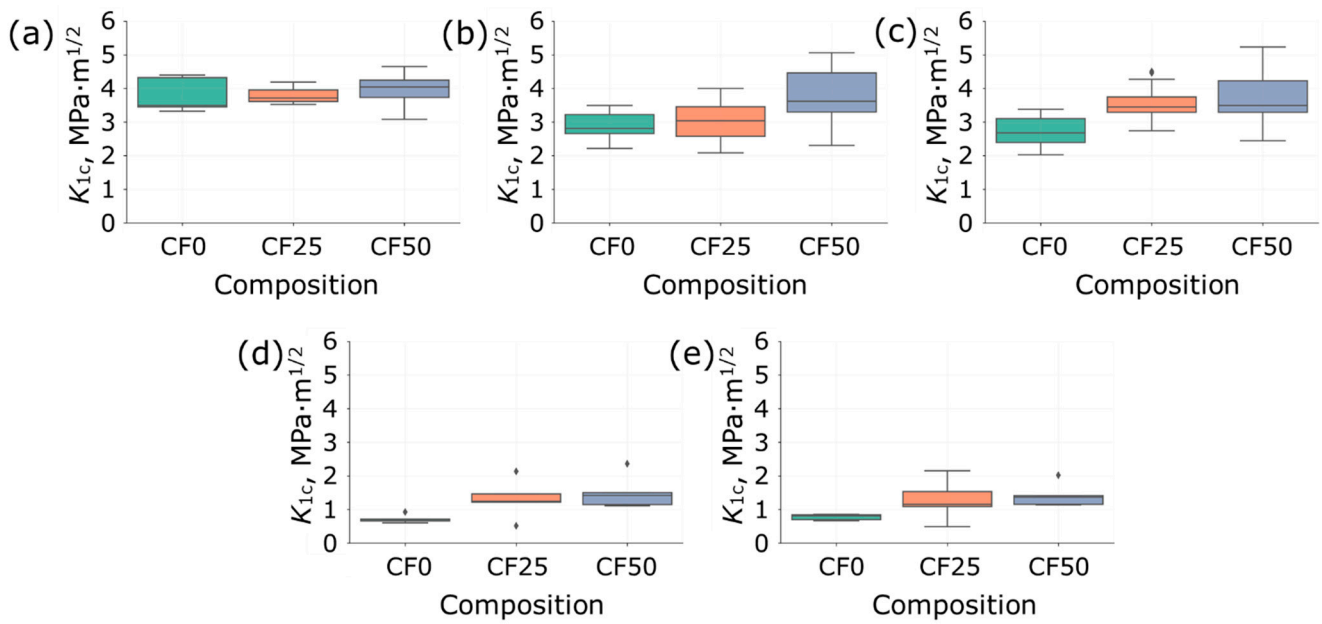 (a)
K1c, MPa·m1/2
6
5
4
3
2
1
0
CF0 CF25 CF50
Composition
(b)
K1c, MPa·m1/2
6
5
4
3
2
1
0
CF0 CF25 CF50
Composition
(c)
K1c, MPa·m1/2
6
5
4
3
2
1
0
CF0 CF25 CF50
Composition
(d)
K1c, MPa·m1/2
6
5
4
3
2
1
0
CF0 CF25 CF50
Composition
(e)
K1c, MPa·m1/2
6
5
4
3
2
1
0
CF0 CF25 CF50
Composition